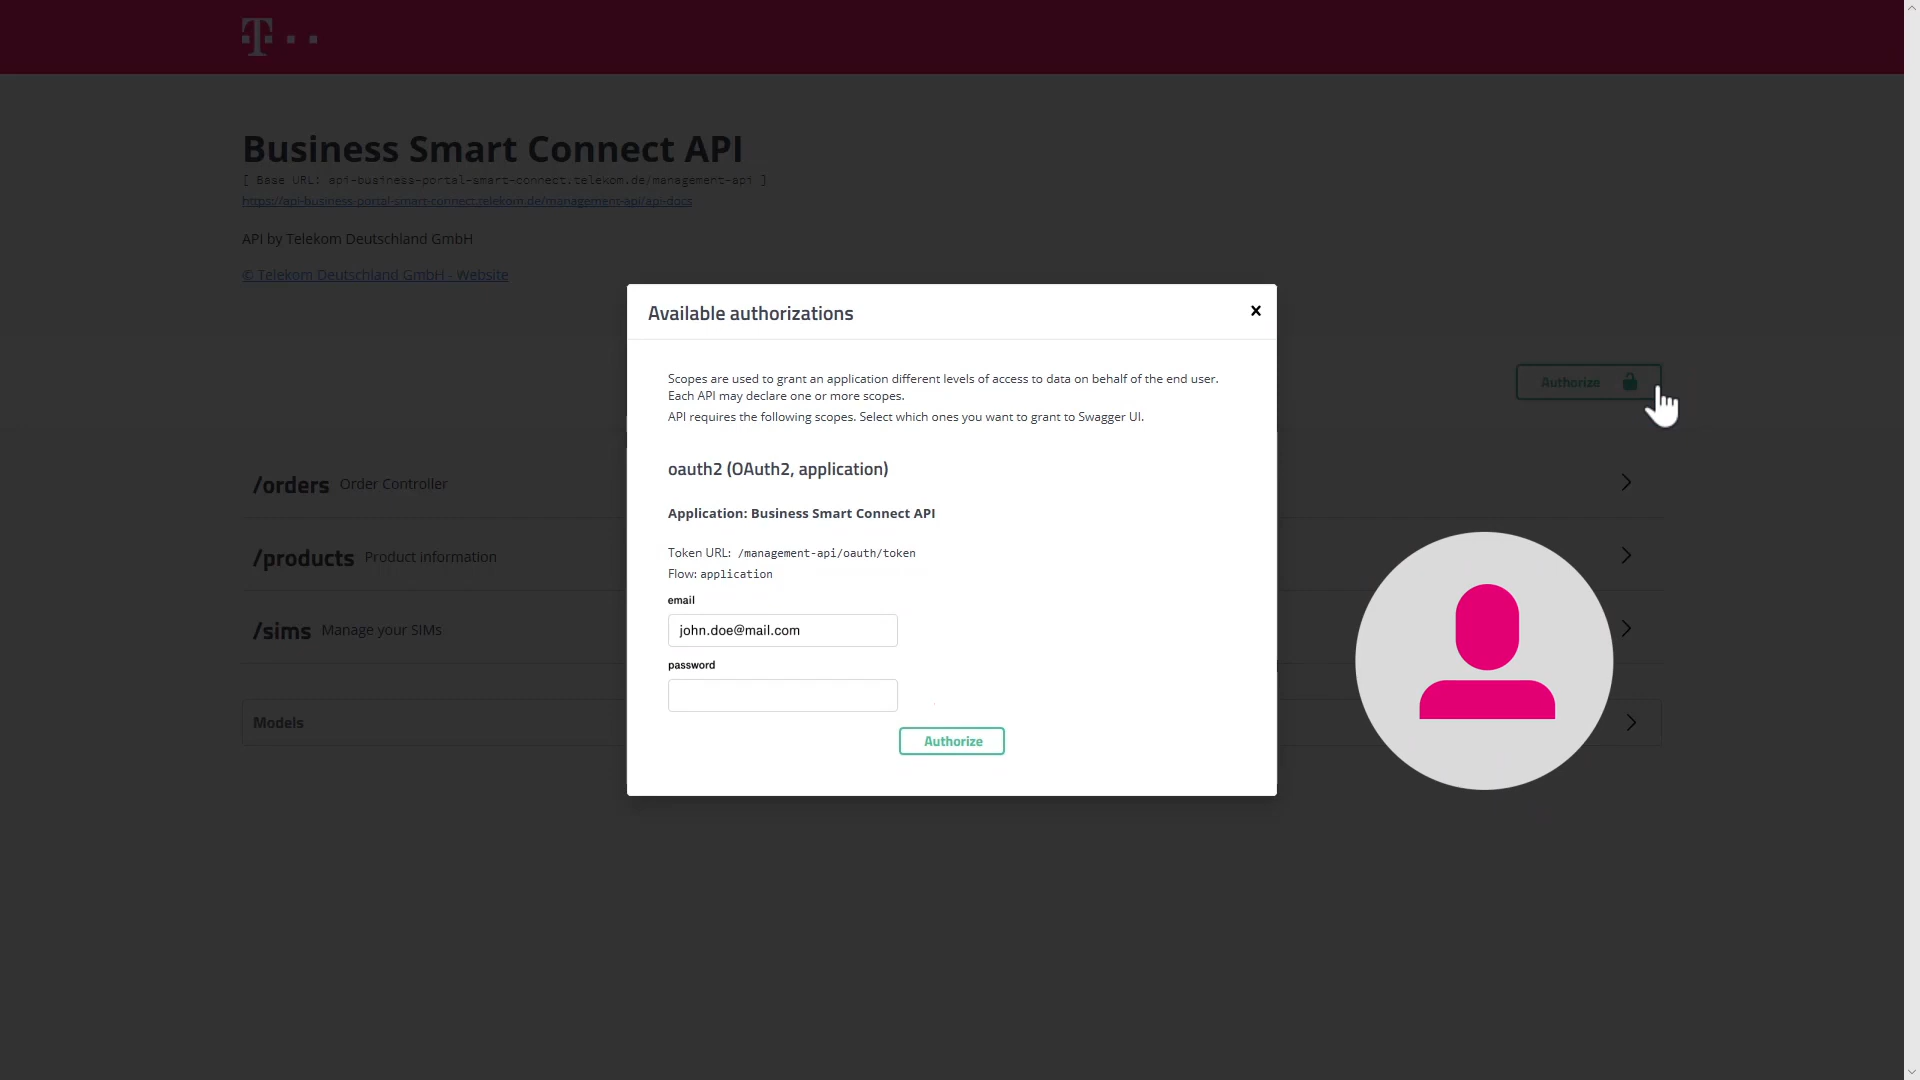 T
Business Smart Connect API
[ Base URL: api-business-portal-smart-connect.telekom.de/management-api ]
https://api-business-portal-smart-connect.telekom.de/management-api/api-docs
API by Telekom Deutschland GmbH
© Telekom Deutschland GmbH - Website
Authorize
Available authorizations
×
Scopes are used to grant an application different levels of access to data on behalf of the end user.
Each API may declare one or more scopes.
API requires the following scopes. Select which ones you want to grant to Swagger UI.
oauth2 (OAuth2, application)
Application: Business Smart Connect API
Token URL: /management-api/oauth/token
Flow: application
email
john.doe@mail.com
password
Authorize
/orders Order Controller
/products Product information
/sims Manage your SIMs
Models